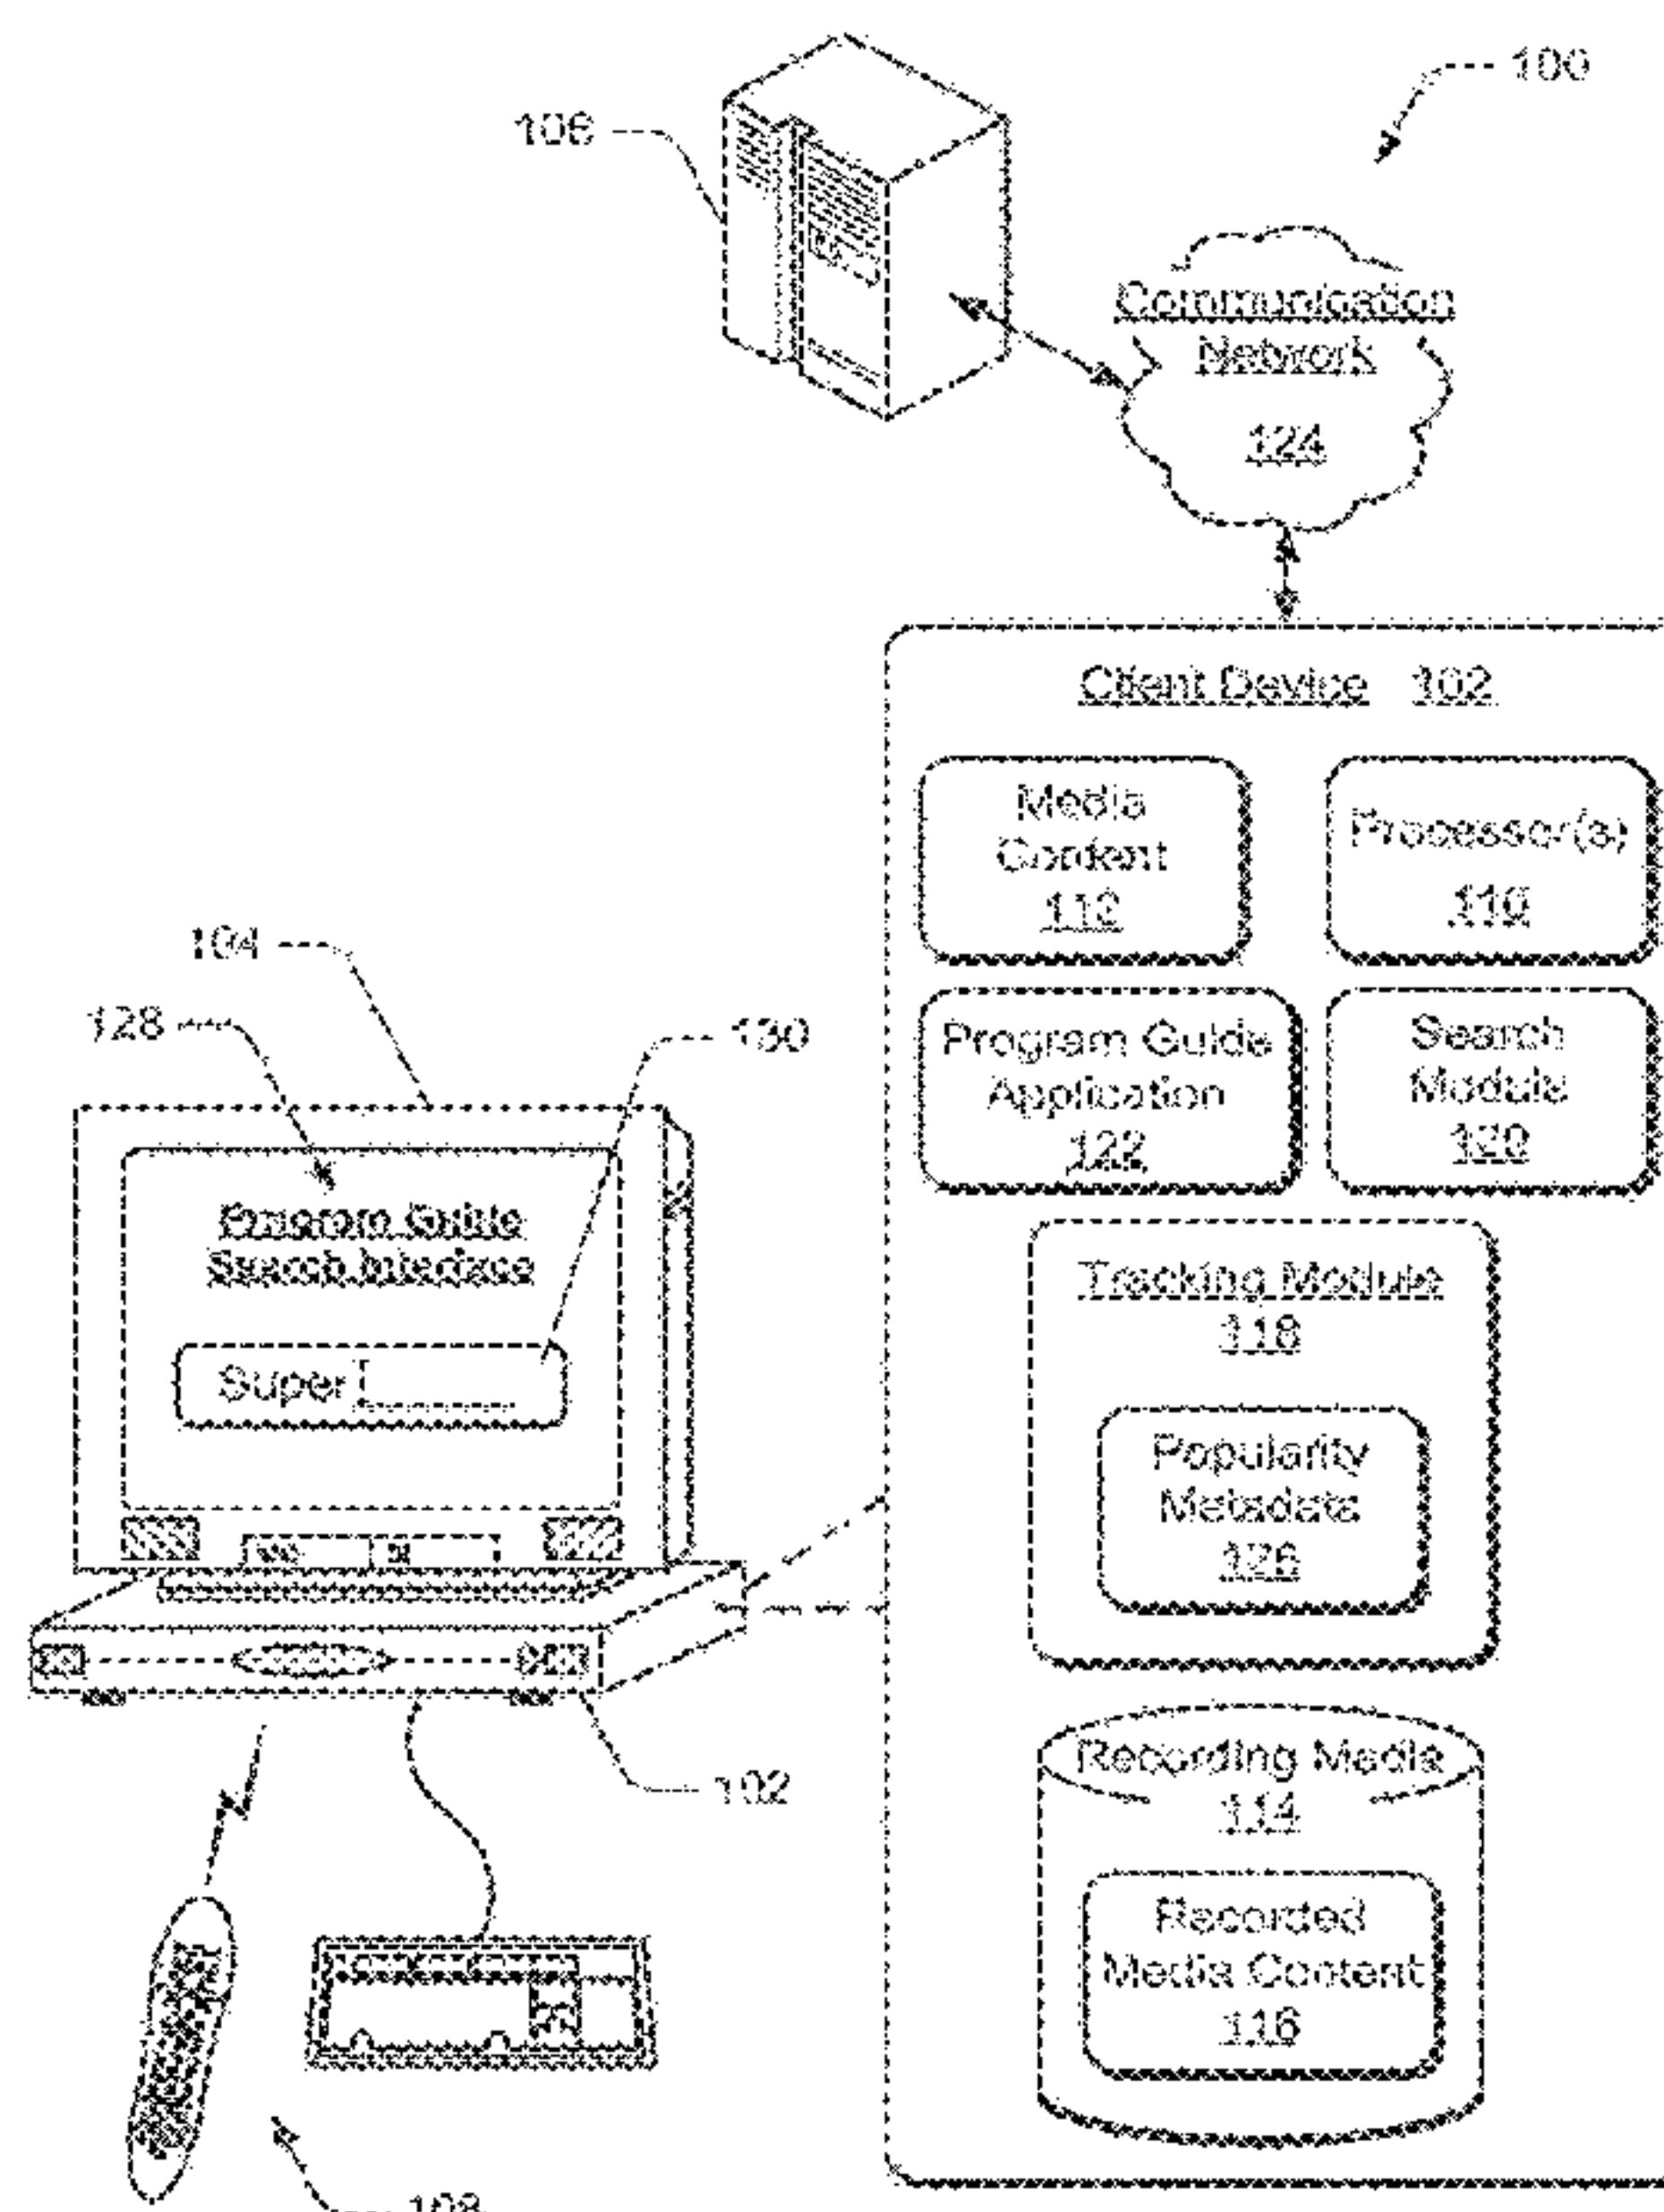 100
106
Communication
Network
124
Client Device 102
Media
Content
112
Processor(s)
110
104
128
130
Program Guide
Application
122
Search
Module
120
Program Guide
Search Interface
Super
Tracking Module
118
Popularity
Metadata
126
102
Recording Media
114
Recorded
Media Content
116
108